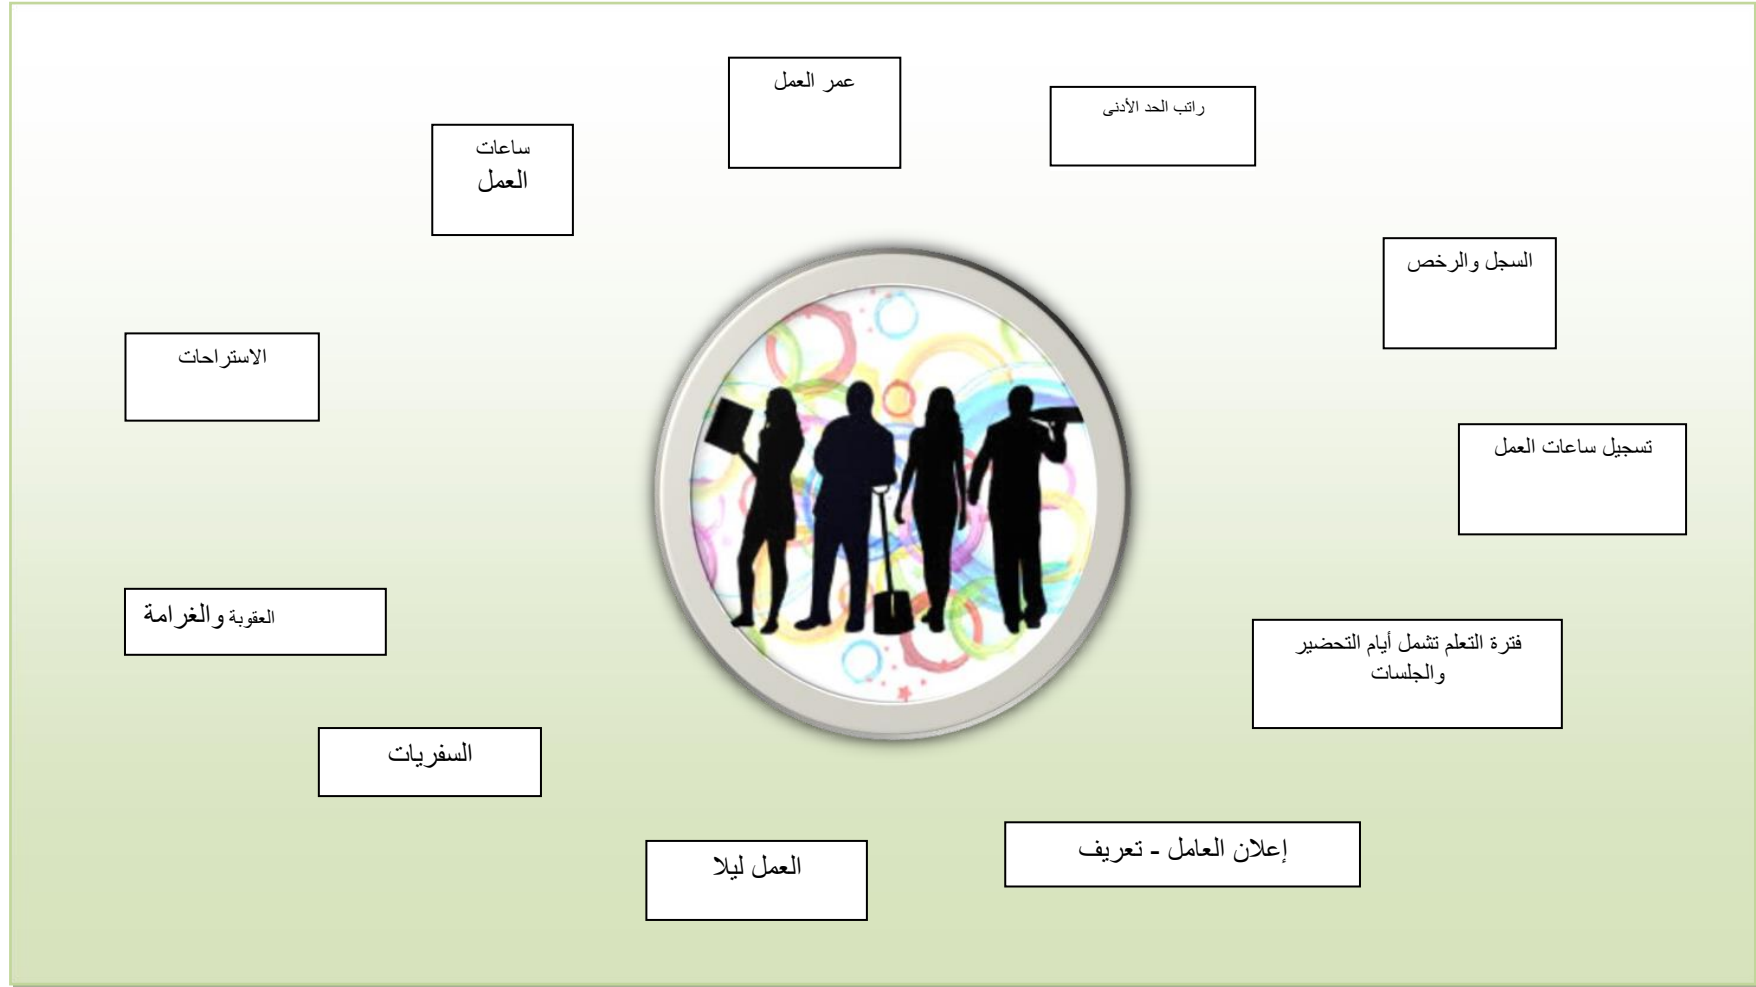 عمر العمل
راتب الحد الأدنى
ساعات
العمل
السجل والرخص
الاستراحات
تسجيل ساعات العمل
العقوبة والغرامة
فترة التعلم تشمل أيام التحضير
والجلسات
السفريات
إعلان العامل - تعريف
العمل ليلا